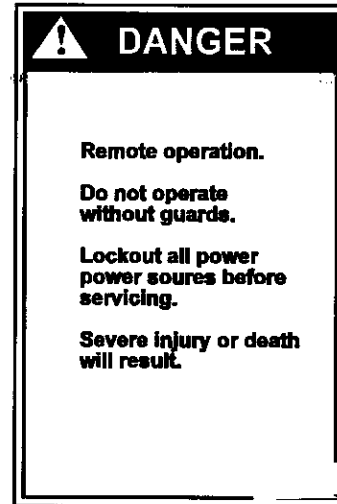 DANGER
Remote operation.
Do not operate
without guards.
Lockout all power
power soures before
servicing.
Severe injury or death
will result.